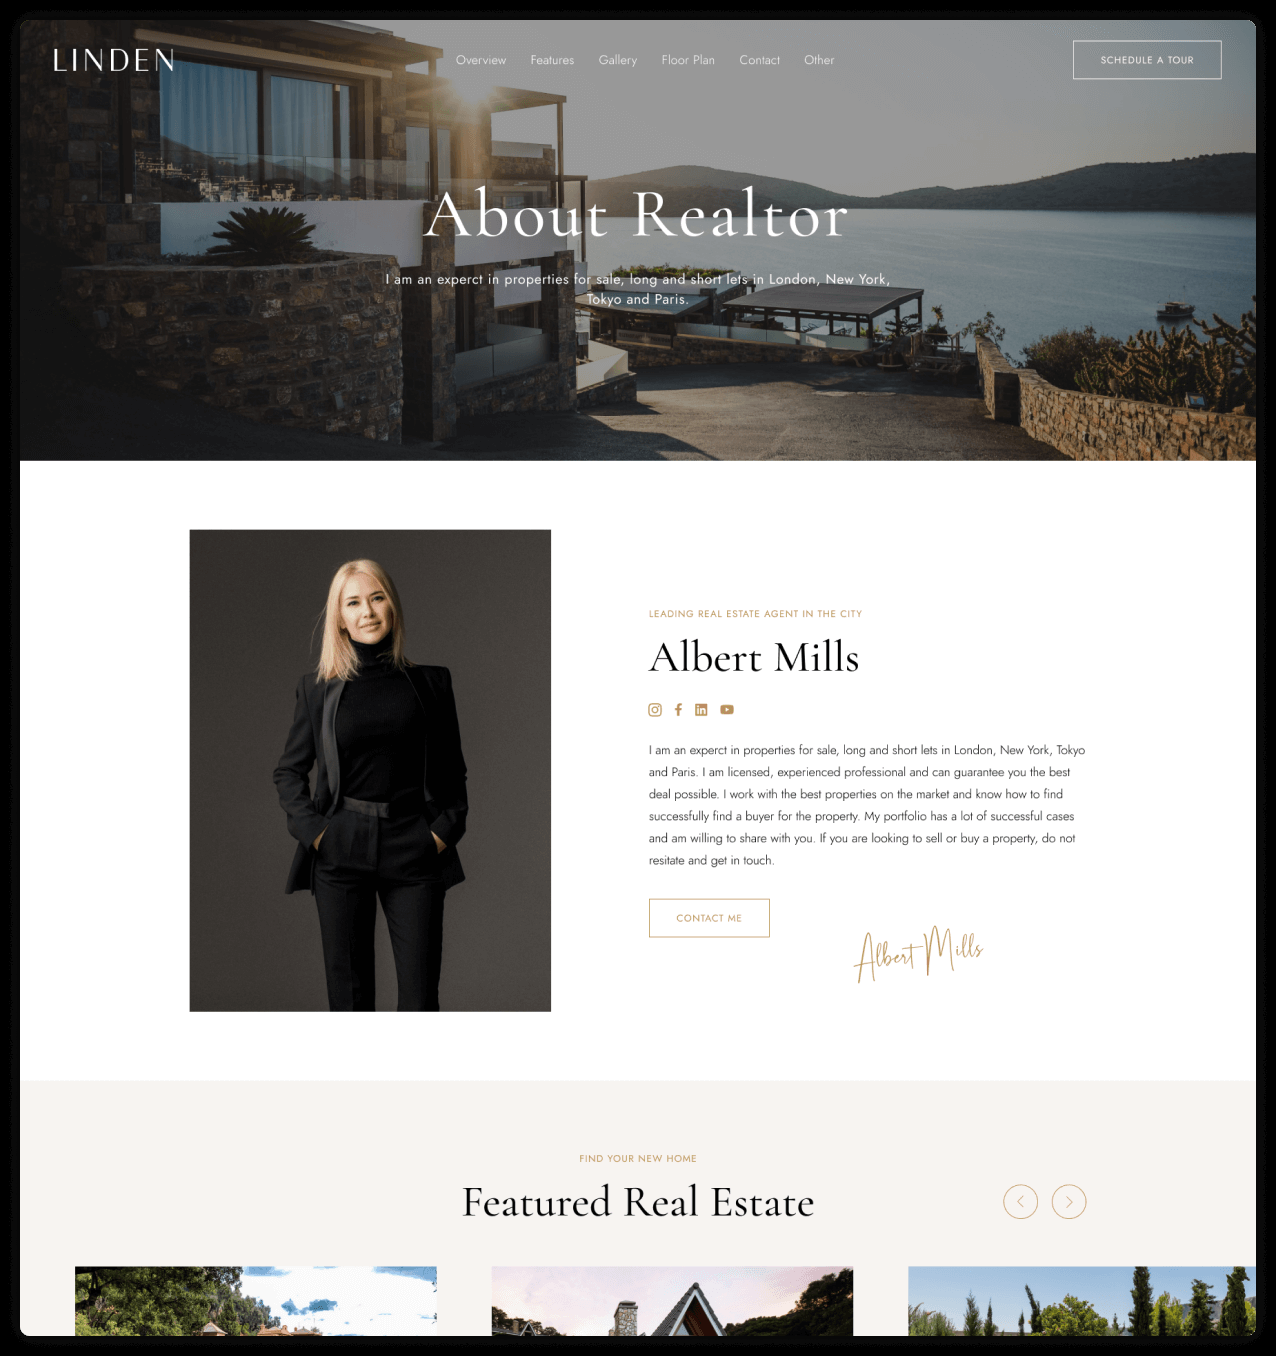 LINDEN
Overview Features Gallery Floor Plan Contact Other
SCHEDULE A TOUR
About Realtor
I am an experct in properties for sale, long and short lets in London, New York,
Tokyo and Paris.
LEADING REAL ESTATE AGENT IN THE CITY
Albert Mills
I am an experct in properties for sale, long and short lets in London, New York, Tokyo
and Paris. I am licensed, experienced professional and can guarantee you the best
deal possible. I work with the best properties on the market and know how to find
successfully find a buyer for the property. My portfolio has a lot of successful cases
and am willing to share with you. If you are looking to sell or buy a property, do not
resitate and get in touch.
CONTACT ME
Albert Mills
FIND YOUR NEW HOME
Featured Real Estate